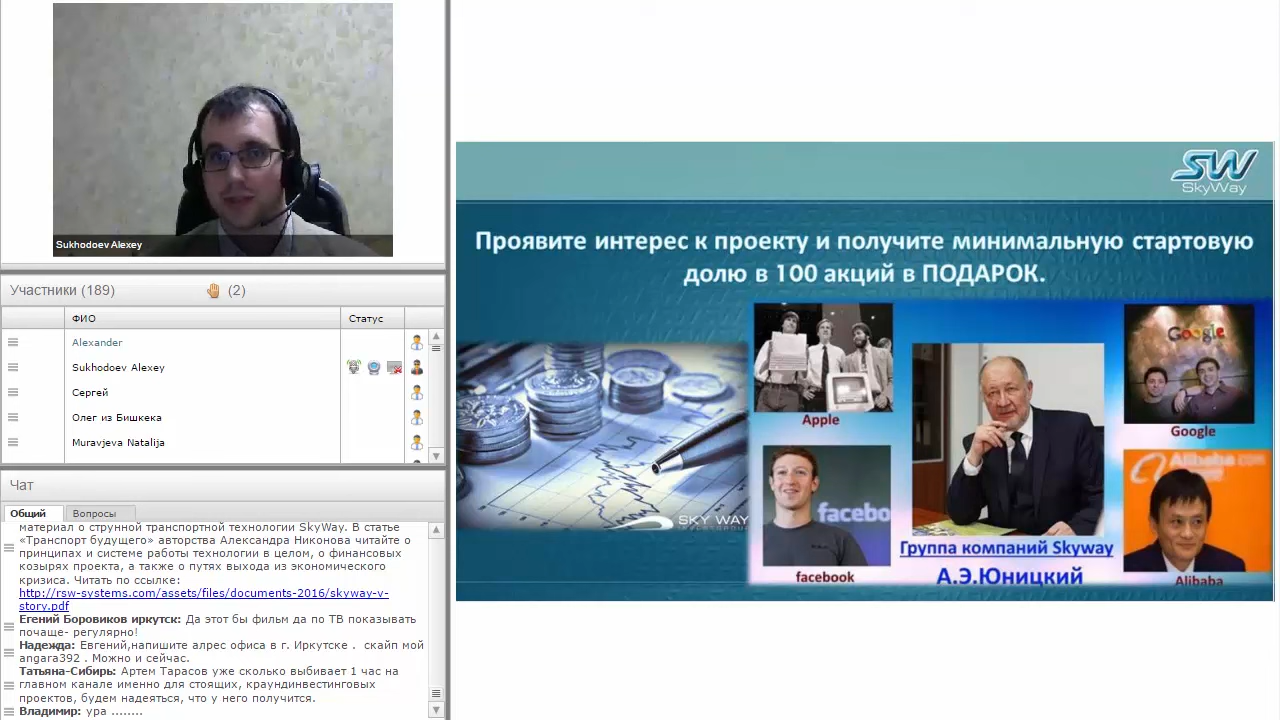 Sukhodoev Alexey
Участники (189)
(2)
ФИО
Статус
Alexander
Sukhodoev Alexey
Сергей
Олег из Бишкека
Muravjeva Natalija
Чат
Общий
Вопросы
материал о струнной транспортной технологии SkyWay. В статье
«Транспорт будущего» авторства Александра Никонова читайте о
принципах и системе работы технологии в целом, о финансовых
козырях проекта, а также о путях выхода из экономического
кризиса. Читать по ссылке:
http://rsw-systems.com/assets/files/documents-2016/skyway-v-
story.pdf
Егений Боровиков иркутск: Да этот бы фильм да по ТВ показывать
почаще- регулярно!
Надежда: Евгений,напишите алрес офиса в г. Иркутске . скайп мой
angara392 . Можно и сейчас.
Татьяна-Сибирь: Артем Тарасов уже сколько выбивает 1 час на
главном канале именно для стоящих, краундинвестинговых
проектов, будем надеяться, что у него получится.
Владимир: ура ........
SW
SkyWay
Проявите интерес к проекту и получите минимальную стартовую
долю в 100 акций в ПОДАРОК.
SKY WAY
Apple
Google
Google
facebo
facebook
Группа компаний Skyway
А.Э.Юницкий
Alibaba.com
Alibaba